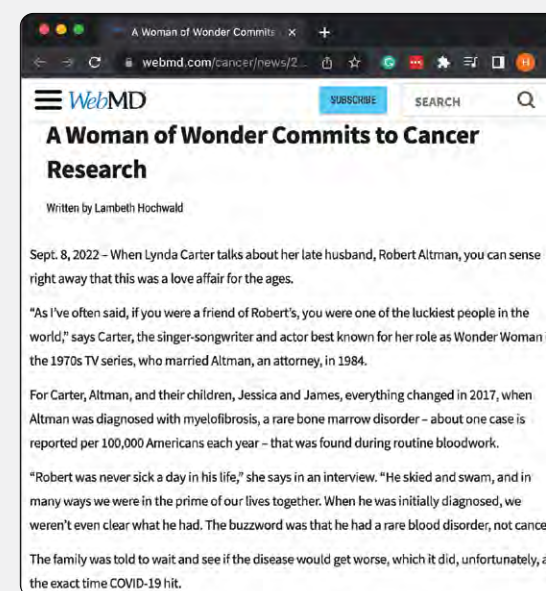 A Woman of Wonder Commits
webmd.com/cancer/news/2...
H
WebMD
SUBSCRIBE
SEARCH
A Woman of Wonder Commits to Cancer
Research
Written by Lambeth Hochwald
Sept. 8, 2022 – When Lynda Carter talks about her late husband, Robert Altman, you can sense
right away that this was a love affair for the ages.
"As I've often said, if you were a friend of Robert's, you were one of the luckiest people in the
world," says Carter, the singer-songwriter and actor best known for her role as Wonder Woman
the 1970s TV series, who married Altman, an attorney, in 1984.
For Carter, Altman, and their children, Jessica and James, everything changed in 2017, when
Altman was diagnosed with myelofibrosis, a rare bone marrow disorder – about one case is
reported per 100,000 Americans each year – that was found during routine bloodwork.
"Robert was never sick a day in his life," she says in an interview. "He skied and swam, and in
many ways we were in the prime of our lives together. When he was initially diagnosed, we
weren't even clear what he had. The buzzword was that he had a rare blood disorder, not cance
The family was told to wait and see if the disease would get worse, which it did, unfortunately, a
the exact time COVID-19 hit.